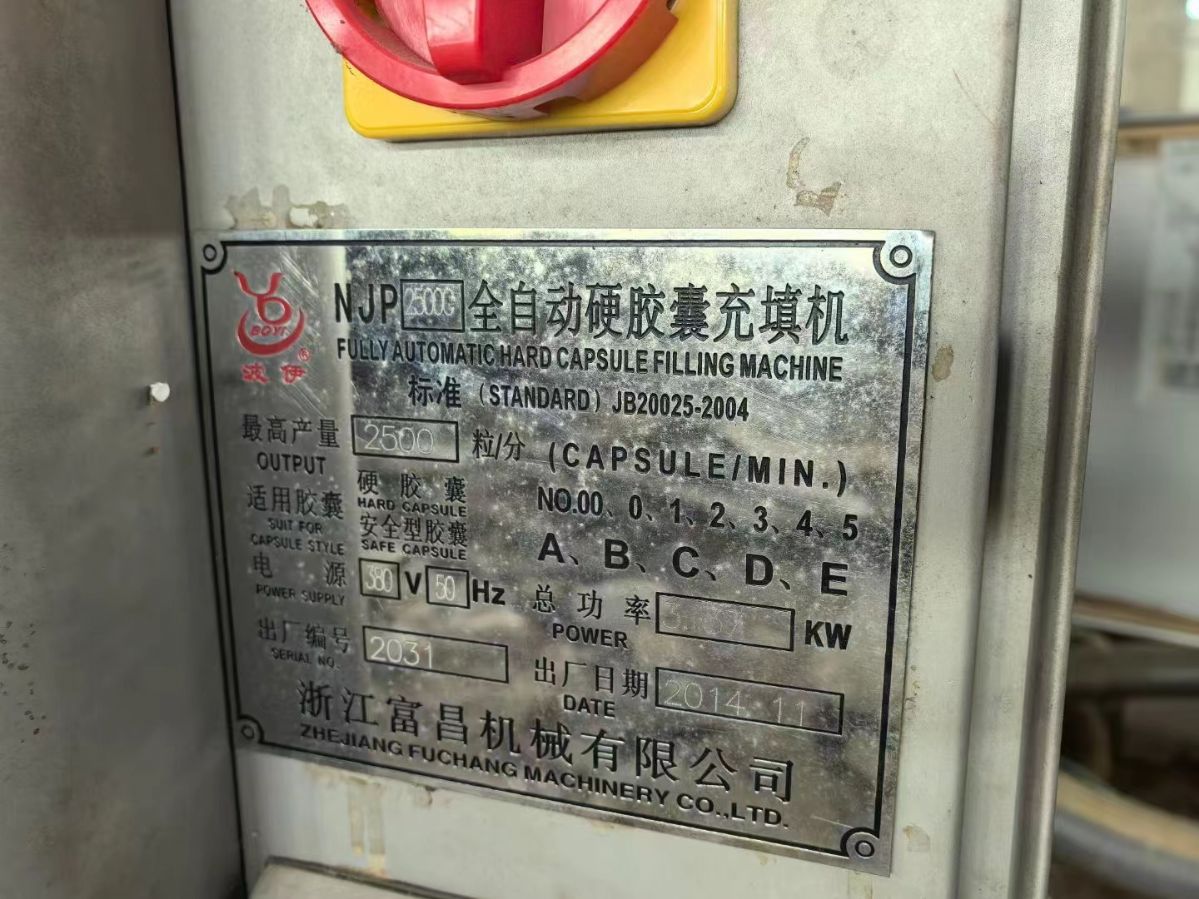 BOYI
®
波伊
NJP 2500G 全自动硬胶囊充填机
FULLY AUTOMATIC HARD CAPSULE FILLING MACHINE
标准 (STANDARD) JB20025-2004
最高产量 2500 粒/分 (CAPSULE/MIN.)
OUTPUT
适用胶囊 硬胶囊 NO.00、0、1、2、3、4、5
SUIT FOR HARD CAPSULE
CAPSULE STYLE 安全型胶囊 A、B、C、D、E
SAFE CAPSULE
电源 380 V 50 Hz 总功率 KW
POWER SUPPLY POWER
出厂编号 2031 出厂日期 2014.11
SERIAL NO. DATE
浙江富昌机械有限公司
ZHEJIANG FUCHANG MACHINERY CO.,LTD.